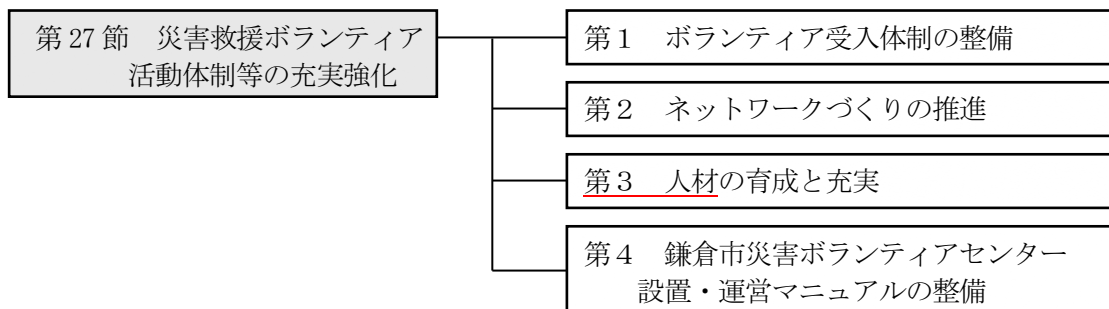 第27節　災害救援ボランティア
活動体制等の充実強化
第１　ボランティア受入体制の整備
第２　ネットワークづくりの推進
第３　人材の育成と充実
第４　鎌倉市災害ボランティアセンター
設置・運営マニュアルの整備